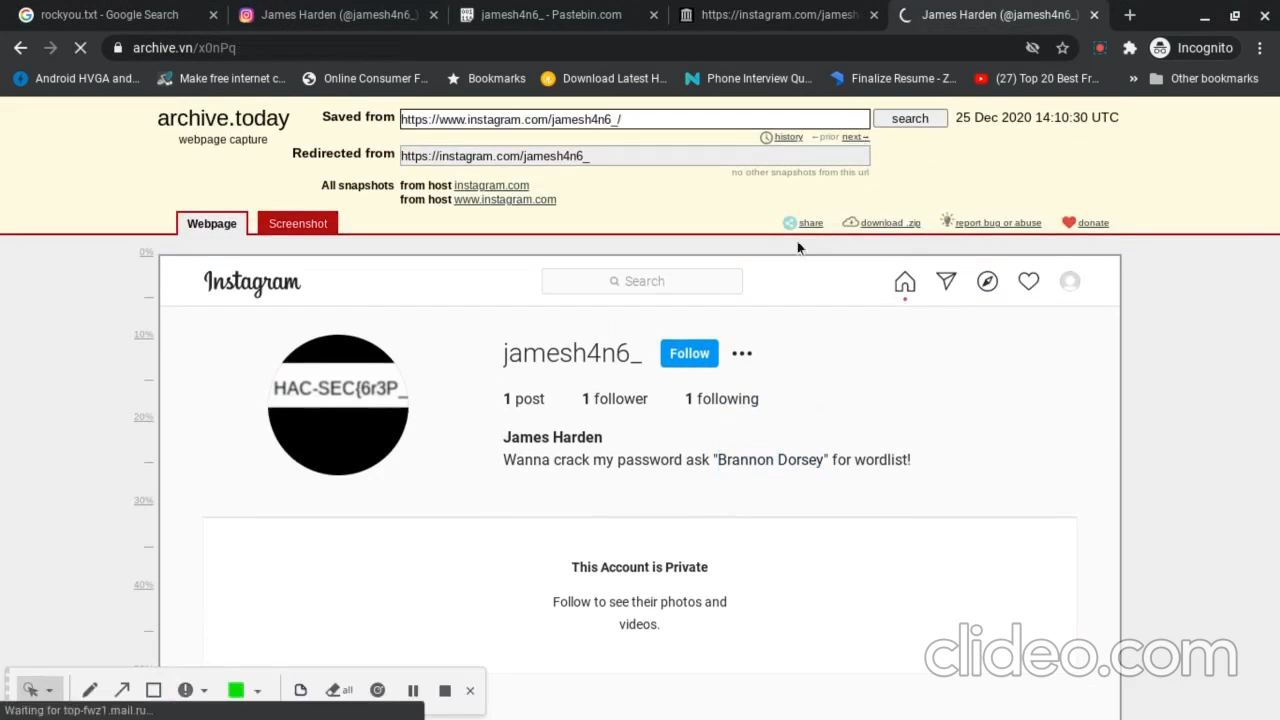 rockyou.txt - Google Search
James Harden (@jamesh4n6_)
jamesh4n6_ - Pastebin.com
https://instagram.com/jamesh
James Harden (@jamesh4n6_)
archive.vn/x0nPq
Incognito
Android HVGA and...
Make free internet c...
Online Consumer F...
Bookmarks
Download Latest H...
Phone Interview Qu...
Finalize Resume - Z...
(27) Top 20 Best Fr...
»
Other bookmarks
archive.today
webpage capture
Saved from
https://www.instagram.com/jamesh4n6_/
search
25 Dec 2020 14:10:30 UTC
history
←prior next→
Redirected from
https://instagram.com/jamesh4n6_
no other snapshots from this url
All snapshots from host instagram.com
from host www.instagram.com
Webpage
Screenshot
share
download .zip
report bug or abuse
donate
0%
10%
20%
30%
40%
Instagram
Search
HAC-SEC{6r3P_
jamesh4n6_
Follow
1 post 1 follower 1 following
James Harden
Wanna crack my password ask "Brannon Dorsey" for wordlist!
This Account is Private
Follow to see their photos and
videos.
clideo.com
all
Waiting for top-fwz1.mail.ru...